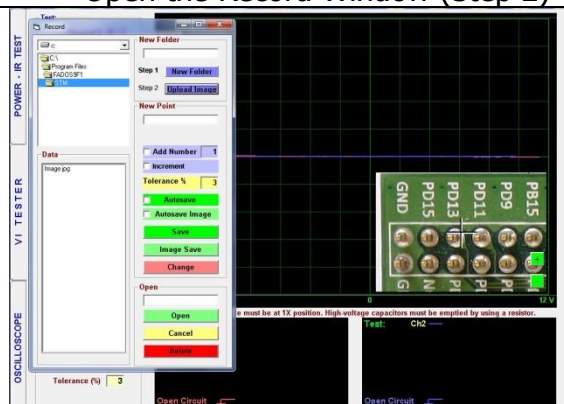 Open the Record Window (Step 2)
Test:
Record
c:
C:\
Program Files
FADOS9F1
STM
New Folder
Step 1 New Folder
Step 2 Upload Image
New Point
Add Number 1
Increment
Tolerance % 3
Autosave
Autosave Image
Save
Image Save
Change
Data
Image.jpg
Open
Open
Cancel
Delete
POWER - IR TEST
VI TESTER
OSCILLOSCOPE
GND PD15 PD13 PD11 PD9 PB15
0 12 V
e must be at 1X position. High-voltage capacitors must be emptied by using a resistor.
Test: Ch2
Tolerance (%) 3
Open Circuit
Open Circuit